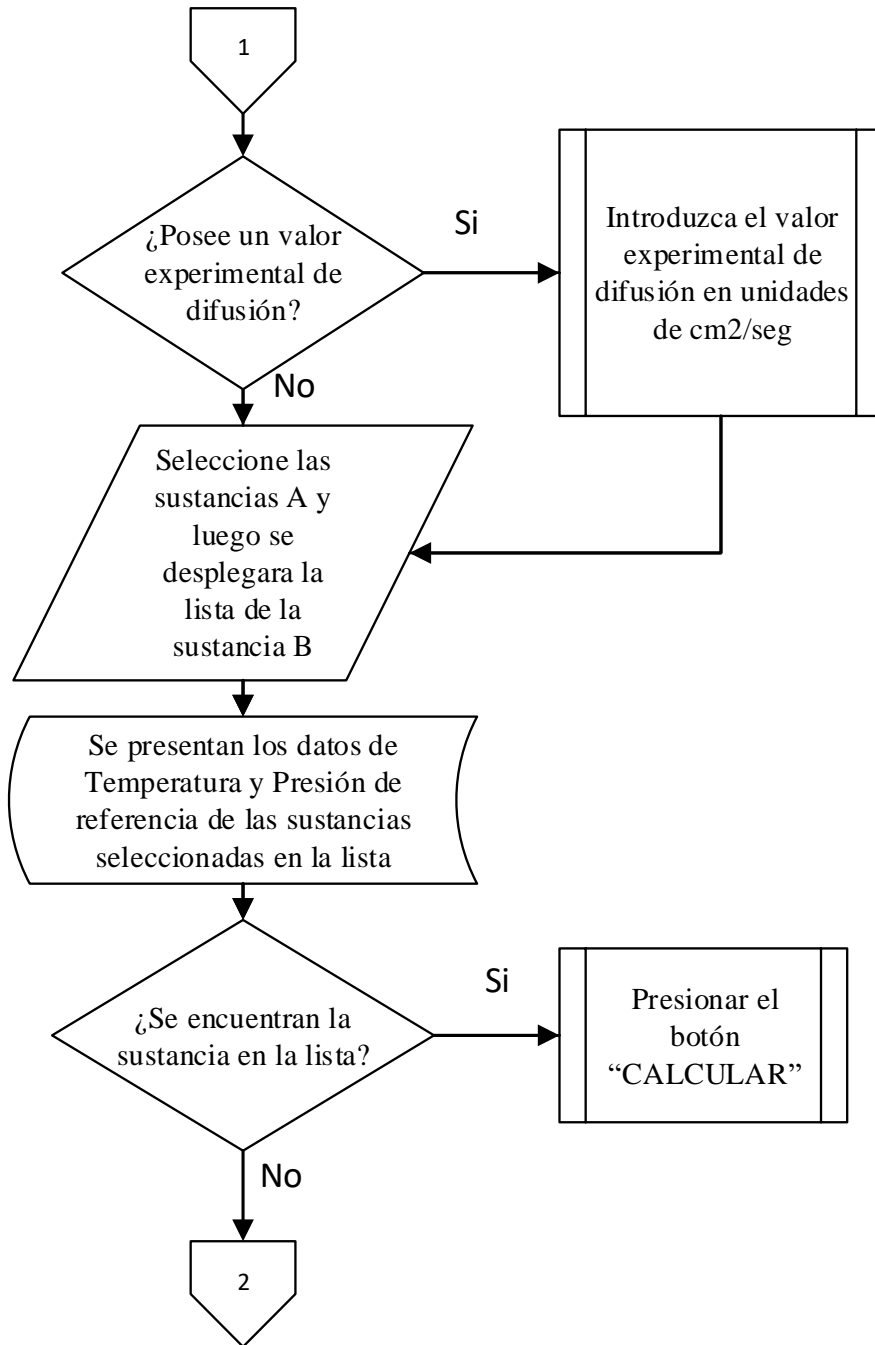 1
¿Posee un valor
experimental de
difusión?
Si
Introduzca el valor
experimental de
difusión en unidades
de cm2/seg
No
Seleccione las
sustancias A y
luego se
desplegara la
lista de la
sustancia B
Se presentan los datos de
Temperatura y Presión de
referencia de las sustancias
seleccionadas en la lista
¿Se encuentran la
sustancia en la lista?
Si
Presionar el
botón
“CALCULAR”
No
2